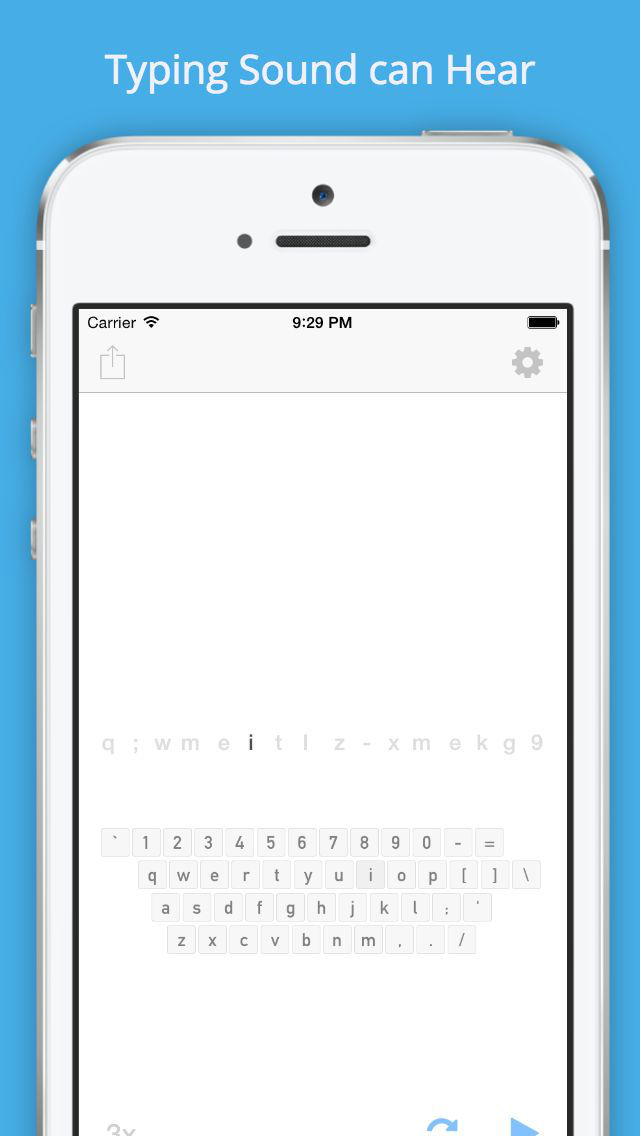 Typing Sound can Hear
Carrier 9:29 PM
q ; w m e i t l z - x m e k g 9
` 1 2 3 4 5 6 7 8 9 0 - =
q w e r t y u i o p [ ] \
a s d f g h j k l ; '
z x c v b n m , . /
3x